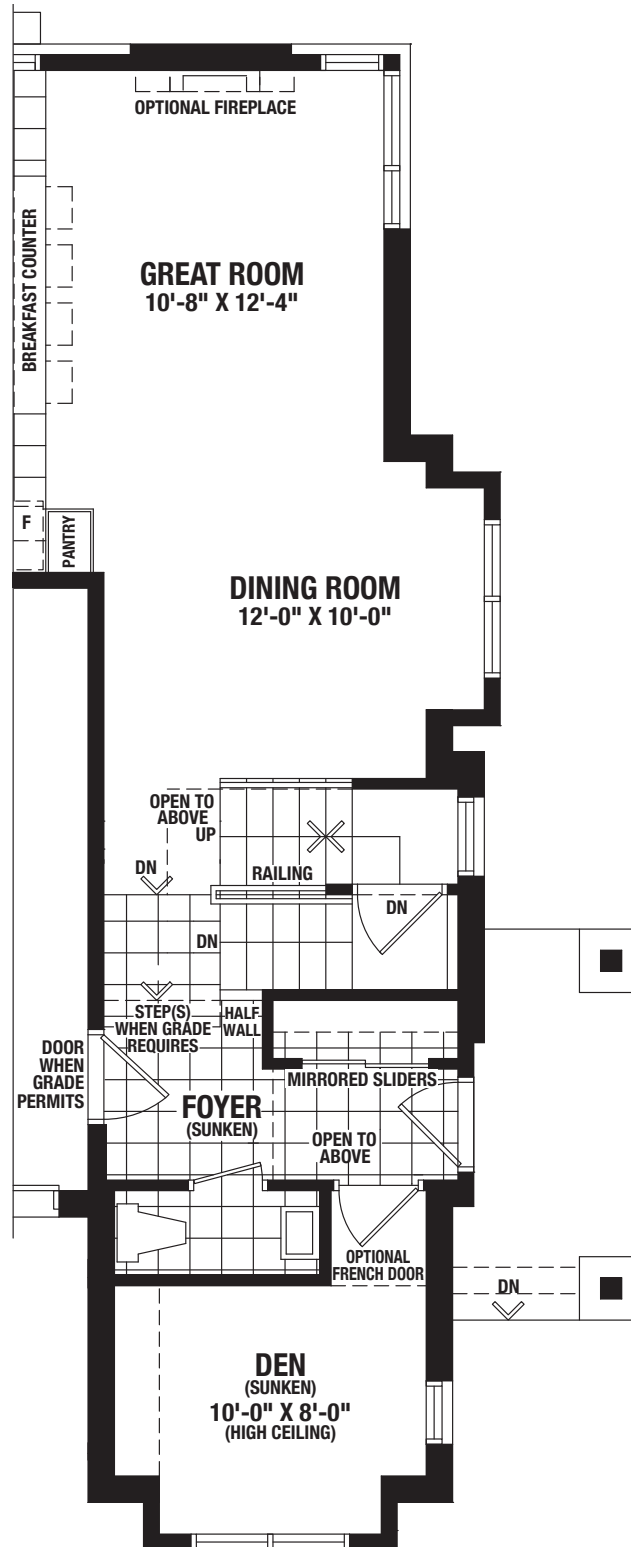 OPTIONAL FIREPLACE
BREAKFAST COUNTER
GREAT ROOM
10'-8" X 12'-4"
F
PANTRY
DINING ROOM
12'-0" X 10'-0"
OPEN TO
ABOVE
UP
DN
RAILING
DN
DN
STEP(S)
WHEN GRADE
REQUIRES
HALF
WALL
DOOR
WHEN
GRADE
PERMITS
MIRRORED SLIDERS
FOYER
(SUNKEN)
OPEN TO
ABOVE
OPTIONAL
FRENCH DOOR
DN
DEN
(SUNKEN)
10'-0" X 8'-0"
(HIGH CEILING)